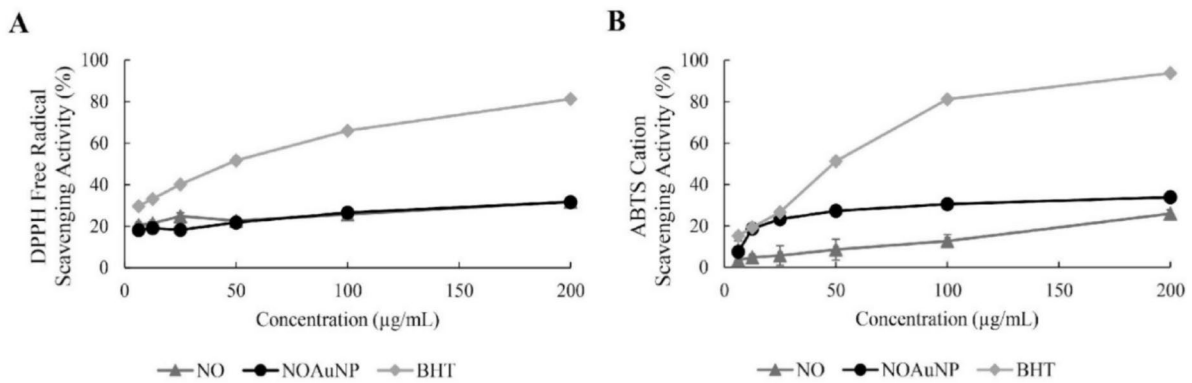 A
DPPH Free Radical
Scavenging Activity (%)
100
80
60
40
20
0
0 50 100 150 200
Concentration (µg/mL)
NO NOAuNP BHT
B
ABTS Cation
Scavenging Activity (%)
100
80
60
40
20
0
0 50 100 150 200
Concentration (µg/mL)
NO NOAuNP BHT